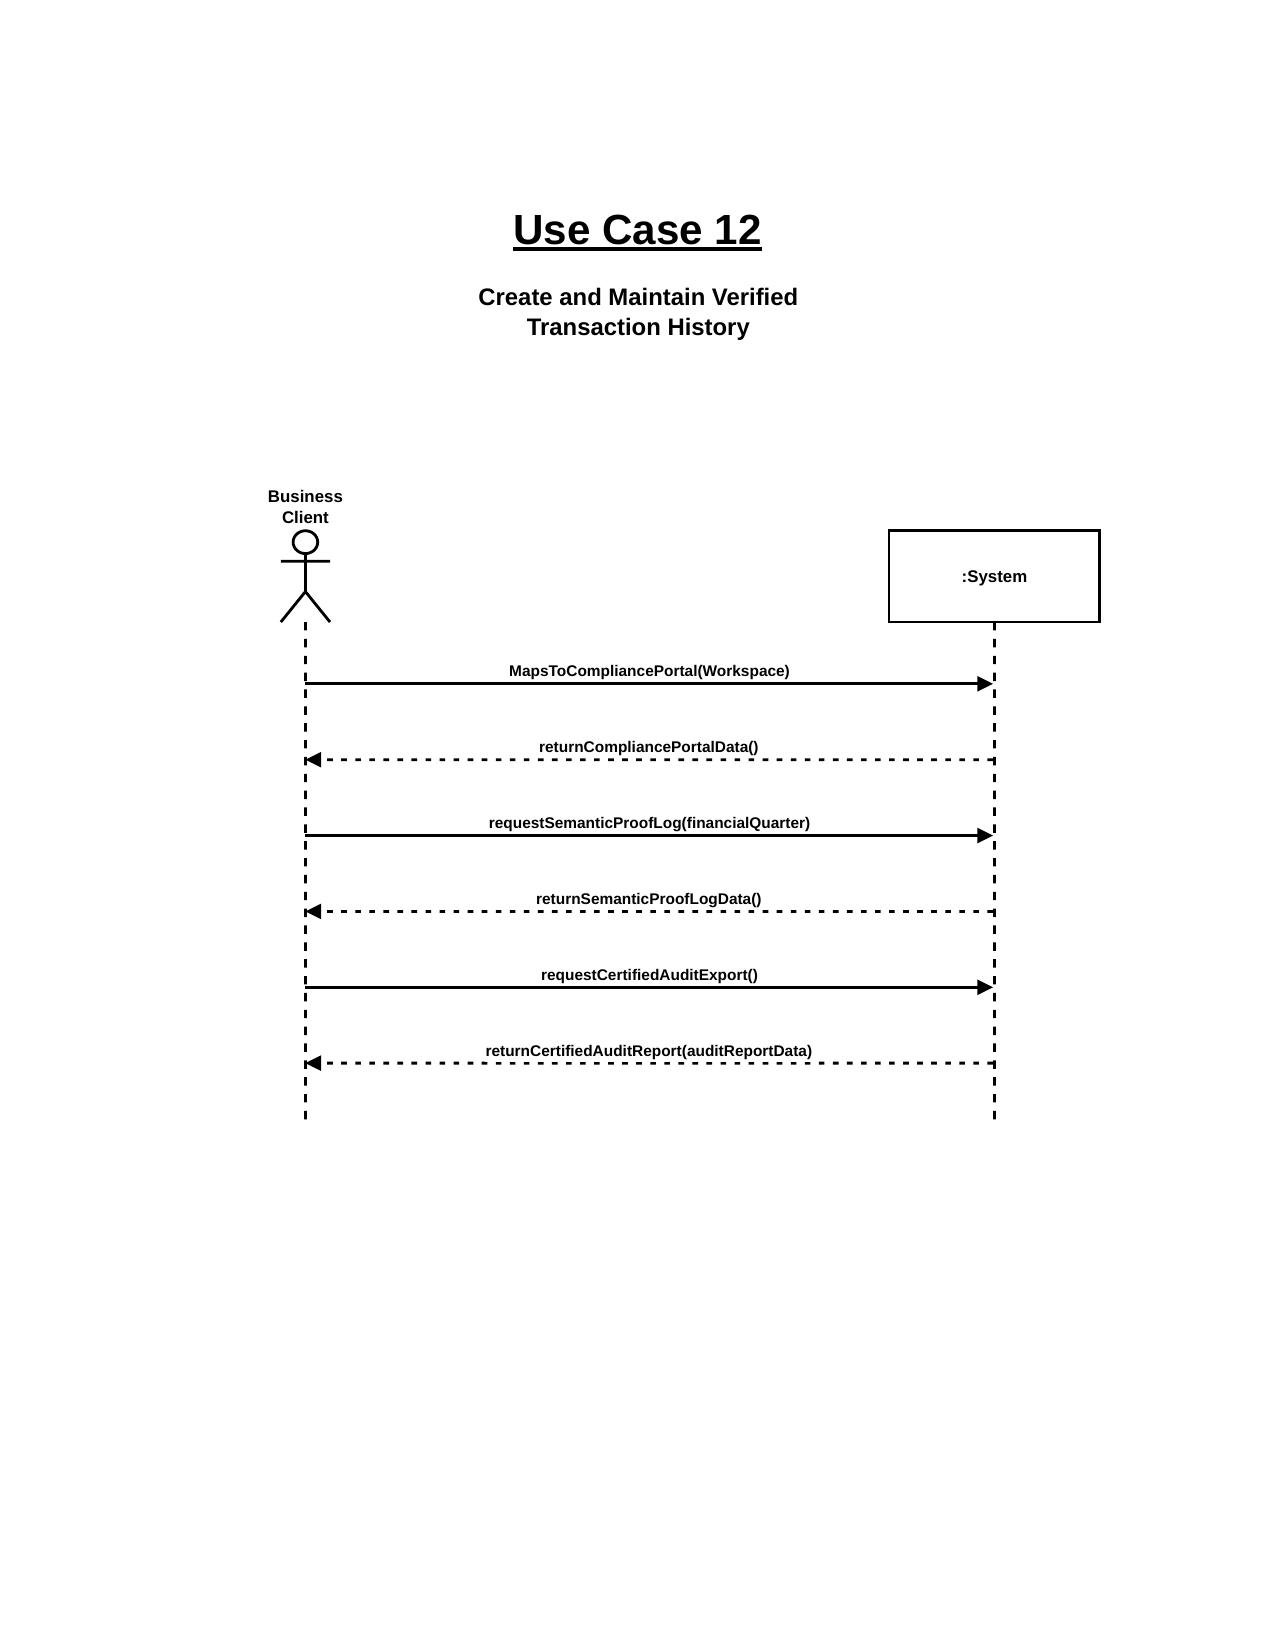 Use Case 12
Create and Maintain Verified
Transaction History
Business
Client
:System
MapsToCompliancePortal(Workspace)
returnCompliancePortalData()
requestSemanticProofLog(financialQuarter)
returnSemanticProofLogData()
requestCertifiedAuditExport()
returnCertifiedAuditReport(auditReportData)